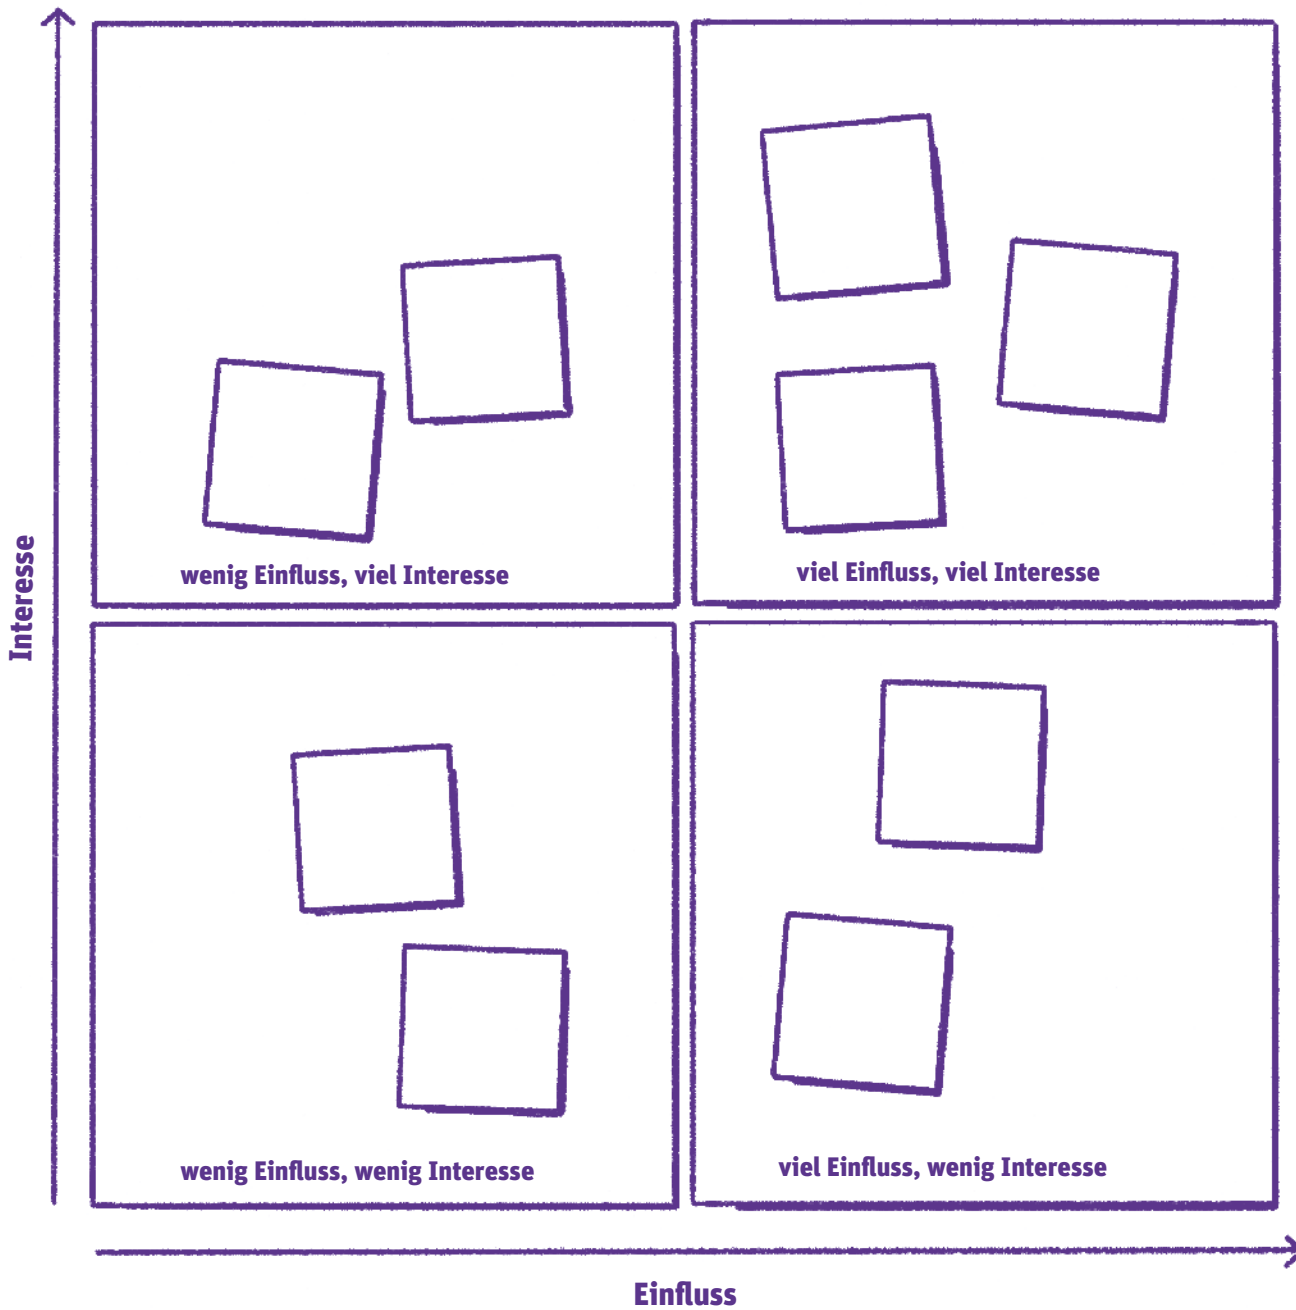 wenig Einfluss, viel Interesse
viel Einfluss, viel Interesse
Interesse
wenig Einfluss, wenig Interesse
viel Einfluss, wenig Interesse
Einfluss